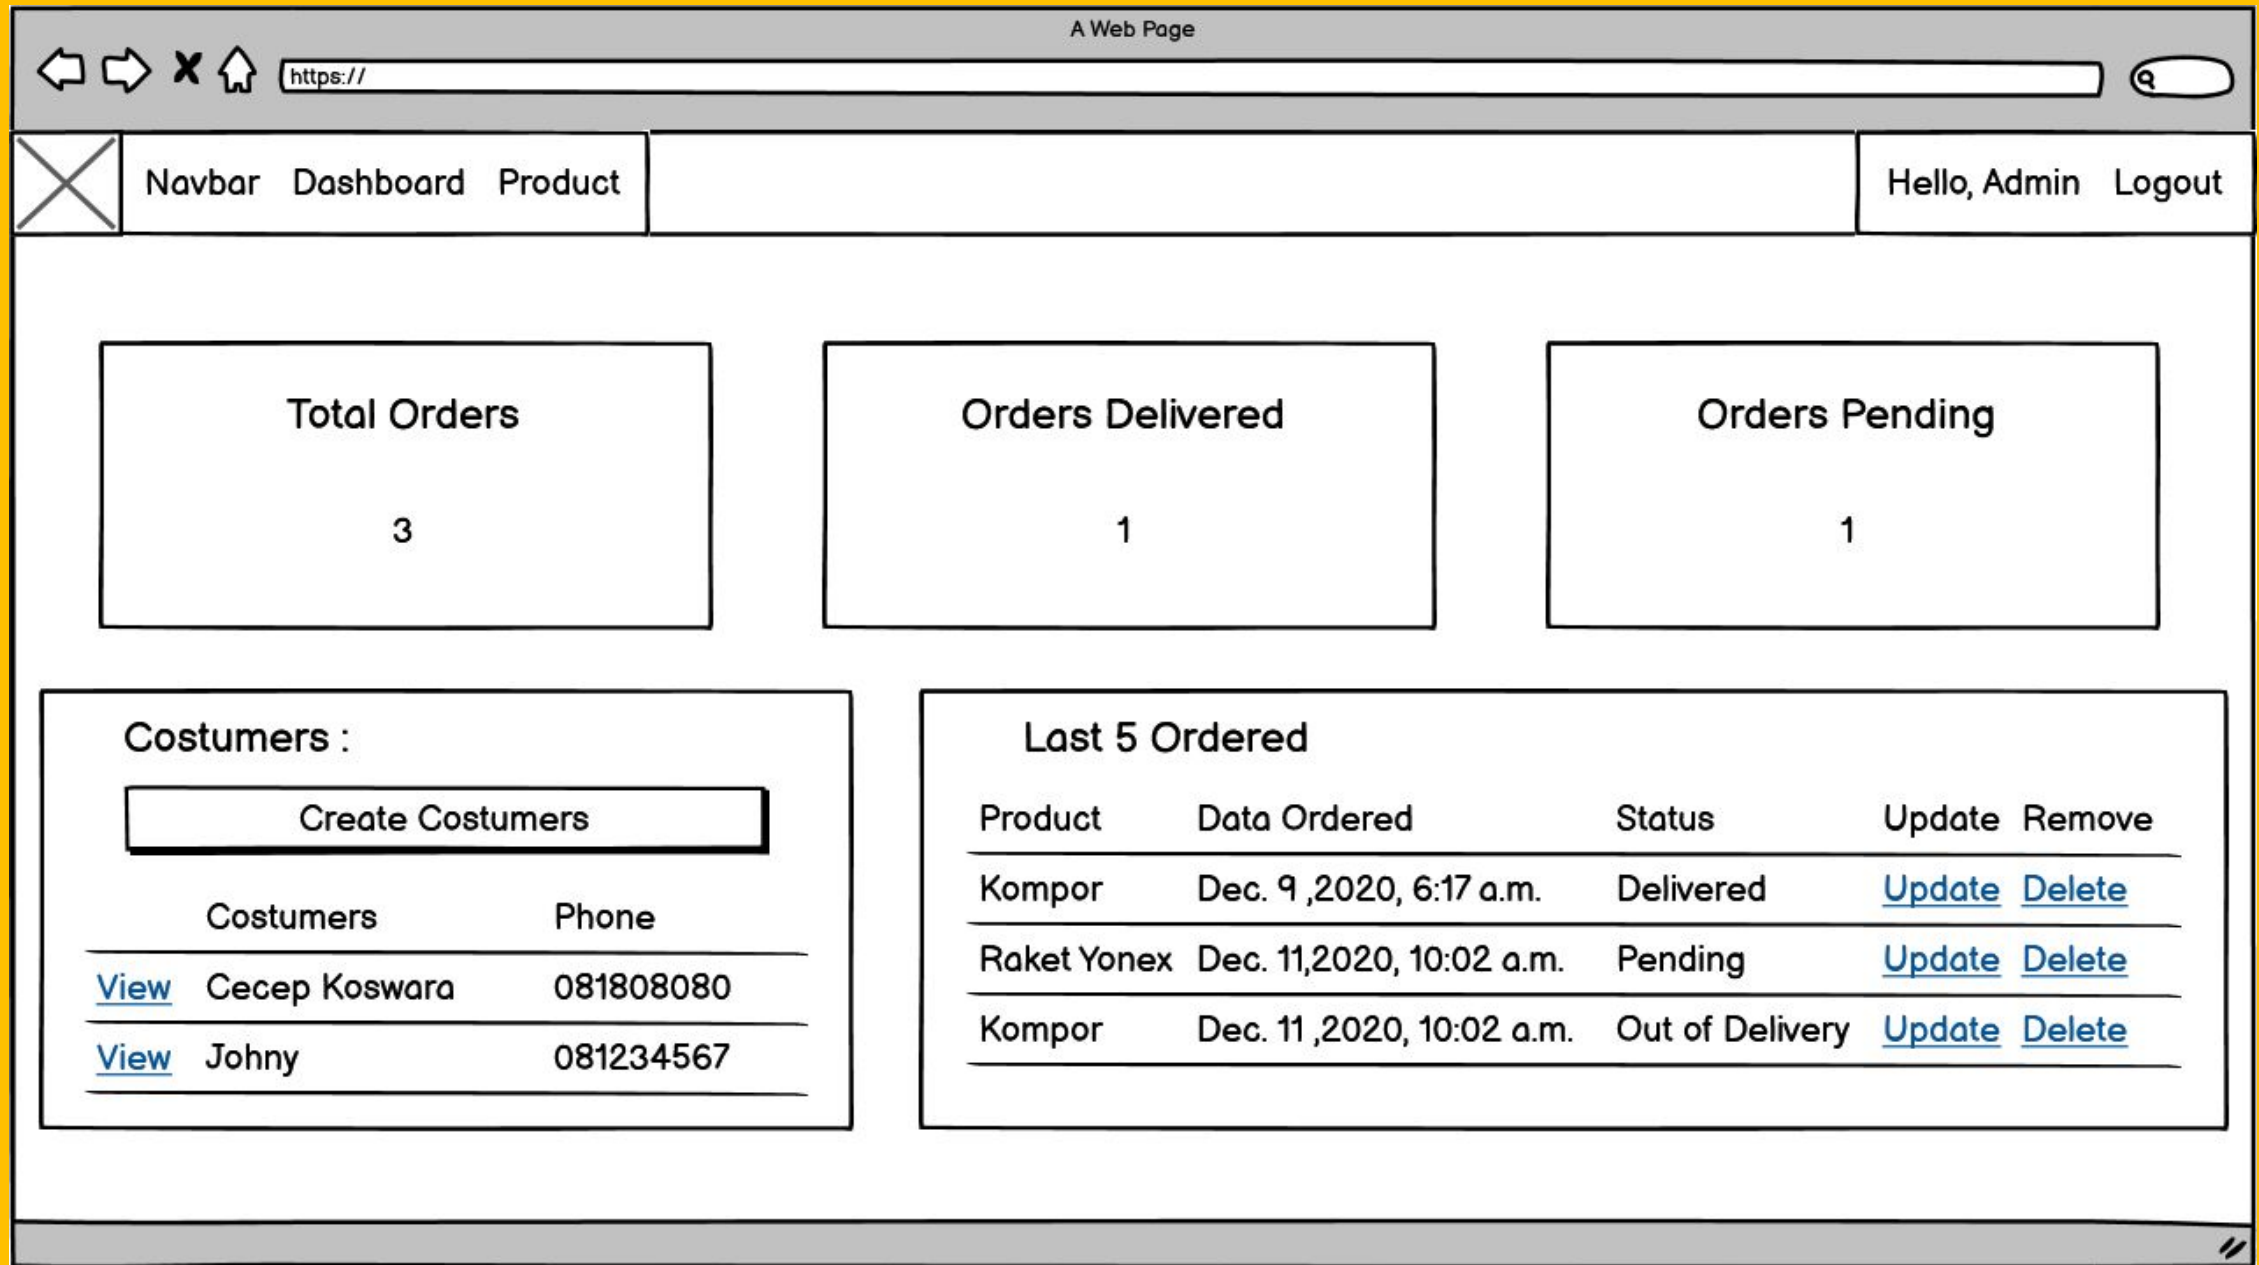 A Web Page
https://
Navbar Dashboard Product Hello, Admin Logout
Total Orders
3
Orders Delivered
1
Orders Pending
1
Costumers :
Create Costumers
Costumers Phone
View Cecep Koswara 081808080
View Johny 081234567
Last 5 Ordered
Product Data Ordered Status Update Remove
Kompor Dec. 9 ,2020, 6:17 a.m. Delivered Update Delete
Raket Yonex Dec. 11,2020, 10:02 a.m. Pending Update Delete
Kompor Dec. 11 ,2020, 10:02 a.m. Out of Delivery Update Delete